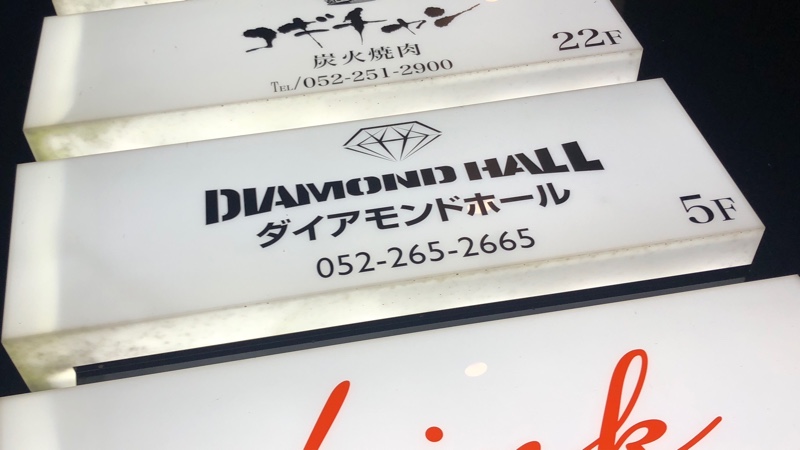 コギチャン
炭火焼肉
TEL/052-251-2900
22F
DIAMOND HALL
ダイアモンドホール
052-265-2665
5F